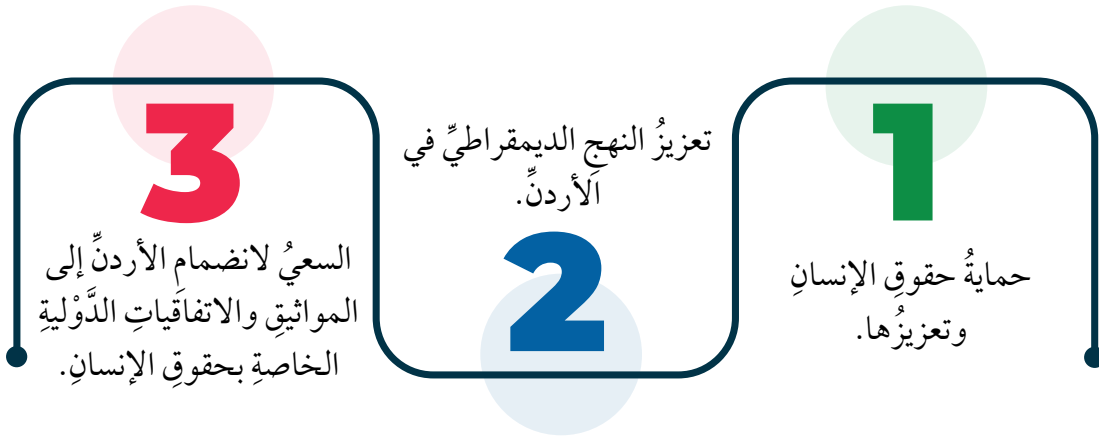 1
حمايةُ حقوقِ الإنسانِ
وتعزيزُها.
تعزيزُ النهجِ الديمقراطيِّ في
الأردنِّ.
2
3
السعيُ لانضمامِ الأردنِّ إلى
المواثيقِ والاتفاقياتِ الدَّوْليةِ
الخاصةِ بحقوقِ الإنسانِ.